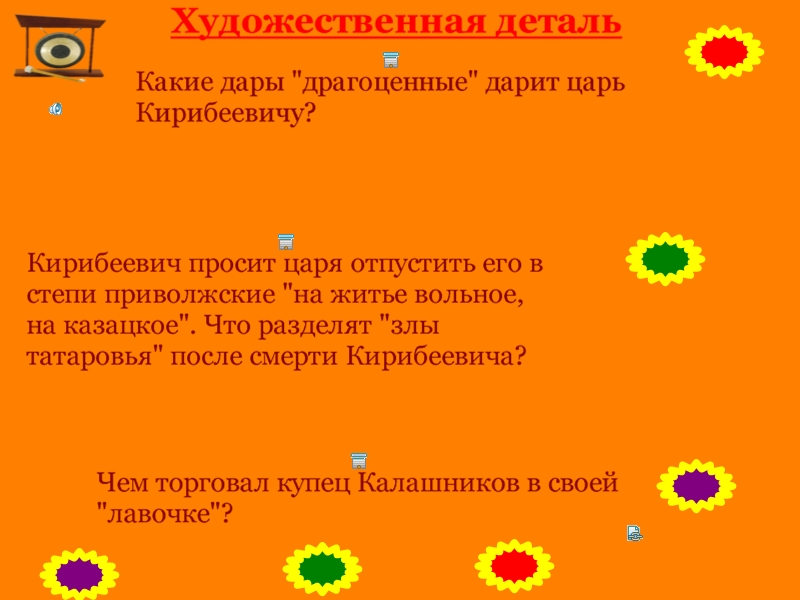 Художественная деталь
Какие дары "драгоценные" дарит царь
Кирибеевичу?
Кирибеевич просит царя отпустить его в
степи приволжские "на житье вольное,
на казацкое". Что разделят "злы
татаровья" после смерти Кирибеевича?
Чем торговал купец Калашников в своей
"лавочке"?